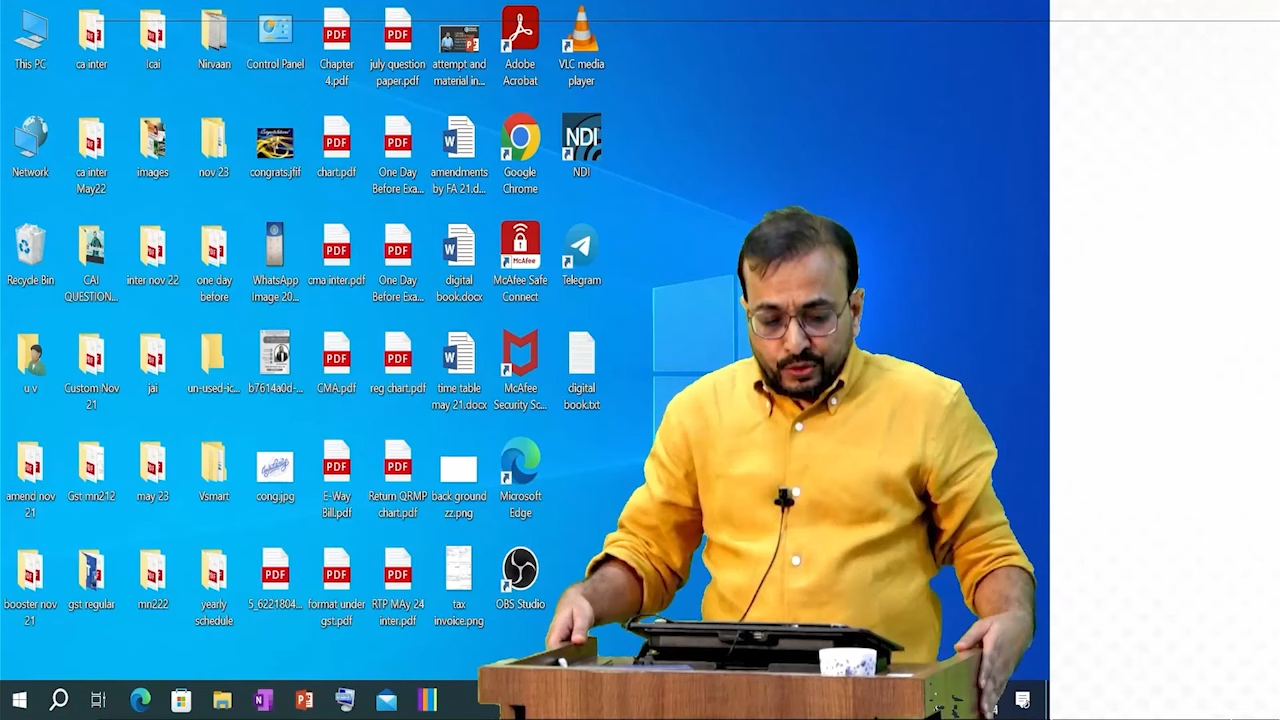 This PC
ca inter
Icai
Nirvaan
Control Panel
Chapter
4.pdf
july question
paper.pdf
attempt and
material in...
Adobe
Acrobat
VLC media
player
Network
ca inter
May22
images
nov 23
congrats.jfif
chart.pdf
One Day
Before Exa...
amendments
by FA 21.d...
Google
Chrome
NDI
NDI
Recycle Bin
CAI
QUESTION...
inter nov 22
one day
before
WhatsApp
Image 20...
cma inter.pdf
One Day
Before Exa...
digital
book.docx
McAfee
McAfee Safe
Connect
Telegram
u v
Custom Nov
21
jai
un-used-ic...
b7614a0d-...
CMA.pdf
reg chart.pdf
time table
may 21.docx
McAfee
Security Sc...
digital
book.txt
amend nov
21
Gst mn212
may 23
Vsmart
cong.jpg
E-Way
Bill.pdf
Return QRMP
chart.pdf
back ground
zz.png
Microsoft
Edge
booster nov
21
gst regular
mn222
yearly
schedule
5_6221804...
format under
gst.pdf
RTP MAy 24
inter.pdf
tax
invoice.png
OBS Studio